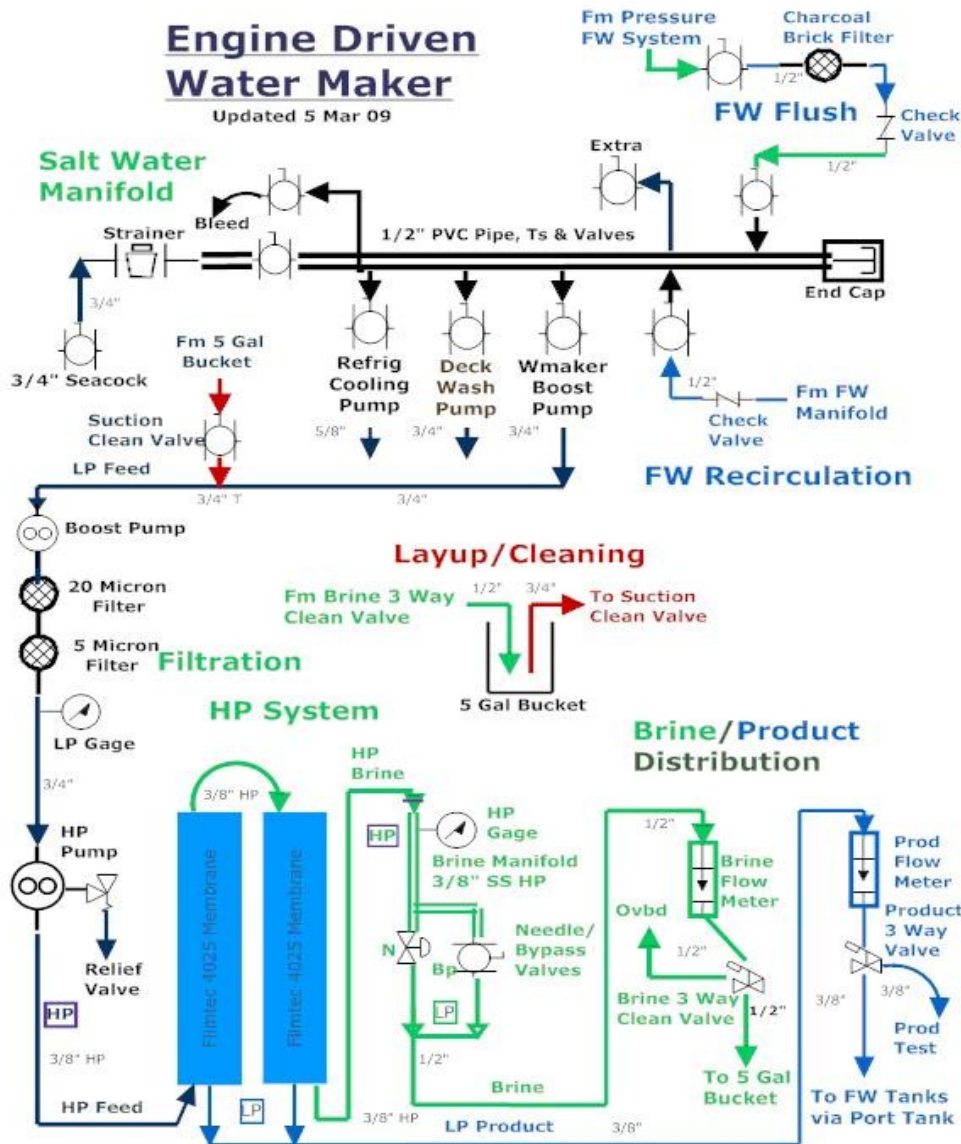 Engine Driven
Water Maker
Updated 5 Mar 09
Fm Pressure
FW System
Charcoal
Brick Filter
1/2"
FW Flush
Check
Valve
1/2"
Salt Water
Manifold
Bleed
Strainer
Extra
1/2" PVC Pipe, Ts & Valves
End Cap
3/4"
3/4" Seacock
Fm 5 Gal
Bucket
Refrig
Cooling
Pump
Deck
Wash
Pump
Wmaker
Boost
Pump
5/8"
3/4"
3/4"
1/2"
Fm FW
Manifold
Check
Valve
FW Recirculation
Suction
Clean Valve
LP Feed
3/4" T
3/4"
Boost Pump
20 Micron
Filter
5 Micron
Filter
Filtration
LP Gage
3/4"
Layup/Cleaning
Fm Brine 3 Way
Clean Valve
1/2"
3/4"
To Suction
Clean Valve
5 Gal Bucket
HP System
HP
Pump
Relief
Valve
HP
3/8" HP
HP Feed
3/8" HP
Filmtec 4025 Membrane
Filmtec 4025 Membrane
LP
HP
Brine
HP
HP
Gage
Brine Manifold
3/8" SS HP
N
Bp
Needle/
Bypass
Valves
LP
1/2"
3/8" HP
Brine
LP Product
3/8"
Brine/Product
Distribution
1/2"
Brine
Flow
Meter
Ovbd
1/2"
Brine 3 Way
Clean Valve
1/2"
To 5 Gal
Bucket
Prod
Flow
Meter
Product
3 Way
Valve
3/8"
3/8"
Prod
Test
To FW Tanks
via Port Tank